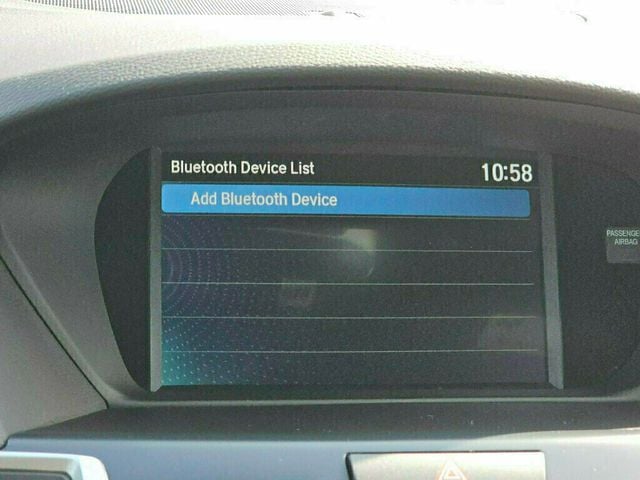 Bluetooth Device List 10:58
Add Bluetooth Device
PASSENGER
AIRBAG